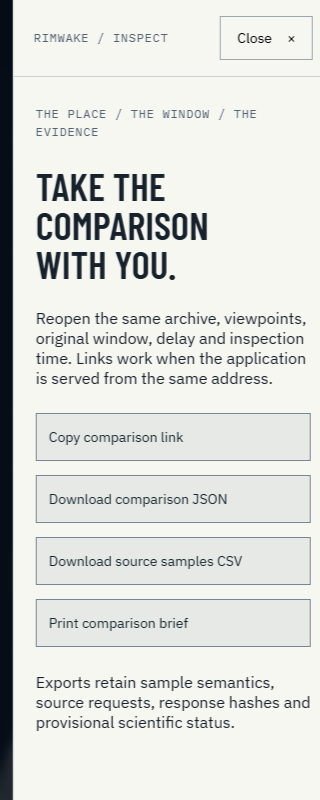 RIMWAKE / INSPECT
Close ×
THE PLACE / THE WINDOW / THE
EVIDENCE
TAKE THE
COMPARISON
WITH YOU.
Reopen the same archive, viewpoints,
original window, delay and inspection
time. Links work when the application
is served from the same address.
Copy comparison link
Download comparison JSON
Download source samples CSV
Print comparison brief
Exports retain sample semantics,
source requests, response hashes and
provisional scientific status.